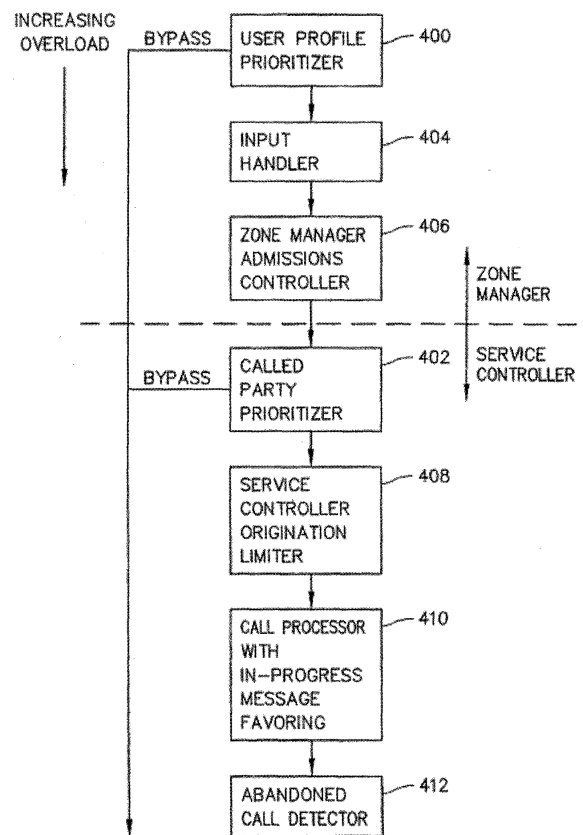 INCREASING
OVERLOAD
BYPASS
USER PROFILE
PRIORITIZER
400
INPUT
HANDLER
404
ZONE MANAGER
ADMISSIONS
CONTROLLER
406
ZONE
MANAGER
SERVICE
CONTROLLER
BYPASS
CALLED
PARTY
PRIORITIZER
402
SERVICE
CONTROLLER
ORIGINATION
LIMITER
408
CALL PROCESSOR
WITH
IN-PROGRESS
MESSAGE
FAVORING
410
ABANDONED
CALL DETECTOR
412